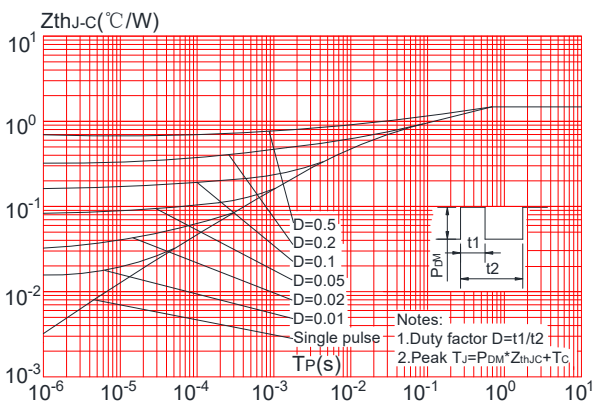 ZthJ-C(℃/W)
10¹
10⁰
10⁻¹
10⁻²
10⁻³
D=0.5
D=0.2
D=0.1
D=0.05
D=0.02
D=0.01
Single pulse
PDM
t1
t2
Notes:
1.Duty factor D=t1/t2
2.Peak TJ=PDM*ZthJC+TC
TP(s)
10⁻⁶ 10⁻⁵ 10⁻⁴ 10⁻³ 10⁻² 10⁻¹ 10⁰ 10¹